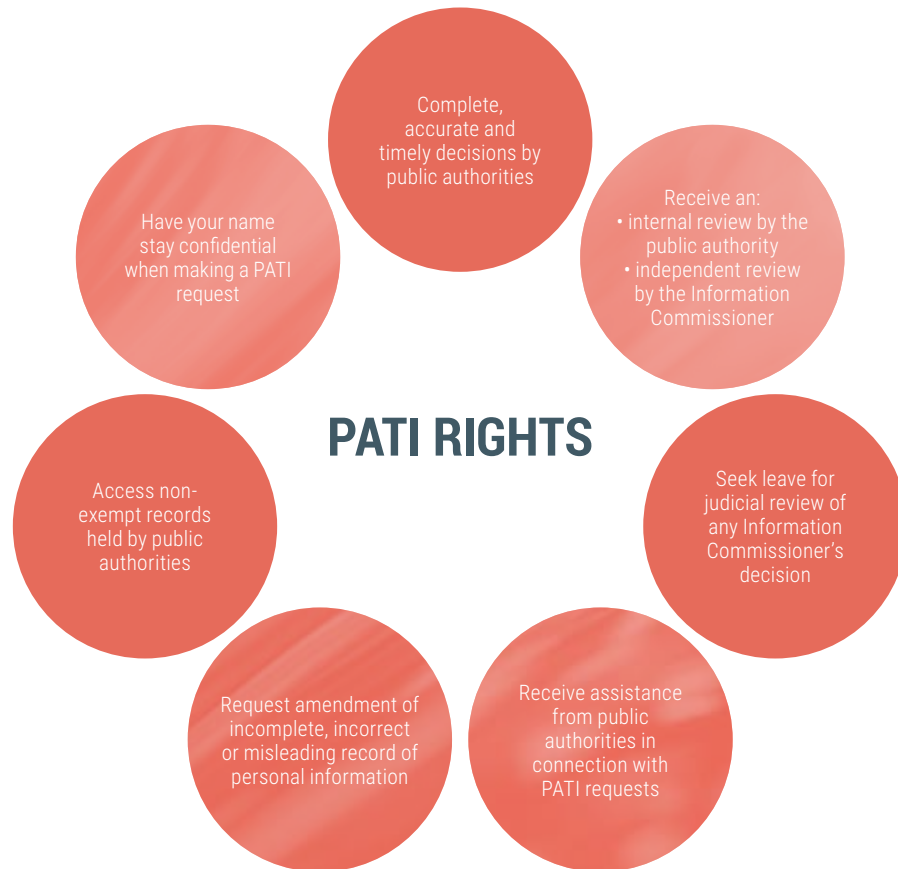 Complete,
accurate and
timely decisions by
public authorities
Receive an:
• internal review by the
public authority
• independent review
by the Information
Commissioner
Have your name
stay confidential
when making a PATI
request
PATI RIGHTS
Access non-
exempt records
held by public
authorities
Seek leave for
judicial review of
any Information
Commissioner’s
decision
Request amendment of
incomplete, incorrect
or misleading record of
personal information
Receive assistance
from public
authorities in
connection with
PATI requests